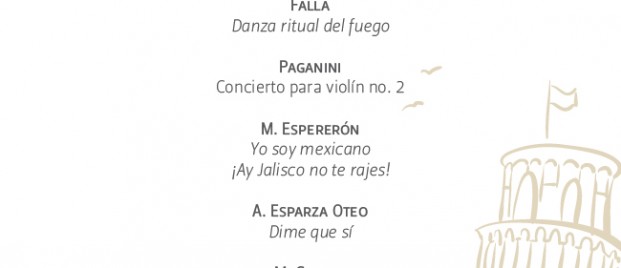 FALLA
Danza ritual del fuego
PAGANINI
Concierto para violín no. 2
M. ESPERERÓN
Yo soy mexicano
¡Ay Jalisco no te rajes!
A. ESPARZA OTEO
Dime que sí